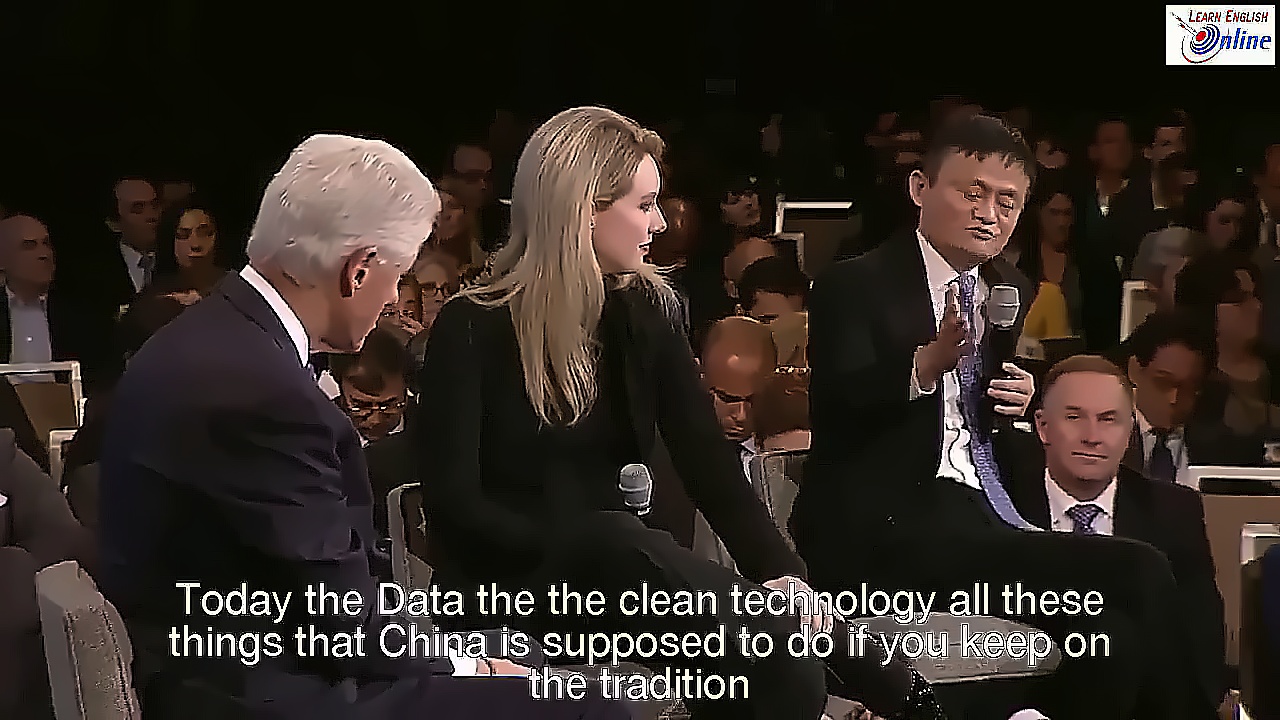 LEARN ENGLISH
Online
Today the Data the the clean technology all these
things that China is supposed to do if you keep on
the tradition